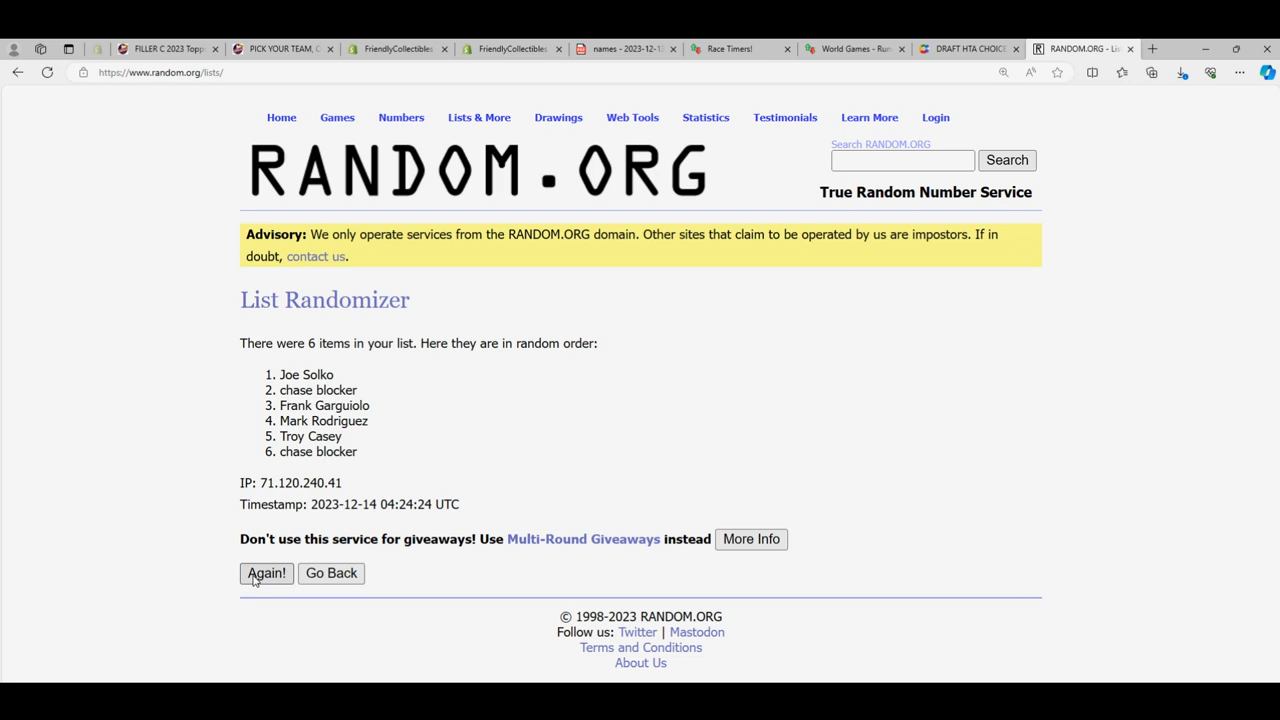 FILLER C 2023 Topps
PICK YOUR TEAM, C
FriendlyCollectibles
FriendlyCollectibles
names - 2023-12-13
Race Timers!
World Games - Run
DRAFT HTA CHOICE
RANDOM.ORG - Lis
https://www.random.org/lists/
Home Games Numbers Lists & More Drawings Web Tools Statistics Testimonials Learn More Login
RANDOM.ORG
Search RANDOM.ORG
Search
True Random Number Service
Advisory: We only operate services from the RANDOM.ORG domain. Other sites that claim to be operated by us are impostors. If in
doubt, contact us.
List Randomizer
There were 6 items in your list. Here they are in random order:
1. Joe Solko
2. chase blocker
3. Frank Garguiolo
4. Mark Rodriguez
5. Troy Casey
6. chase blocker
IP: 71.120.240.41
Timestamp: 2023-12-14 04:24:24 UTC
Don't use this service for giveaways! Use Multi-Round Giveaways instead More Info
Again! Go Back
© 1998-2023 RANDOM.ORG
Follow us: Twitter | Mastodon
Terms and Conditions
About Us